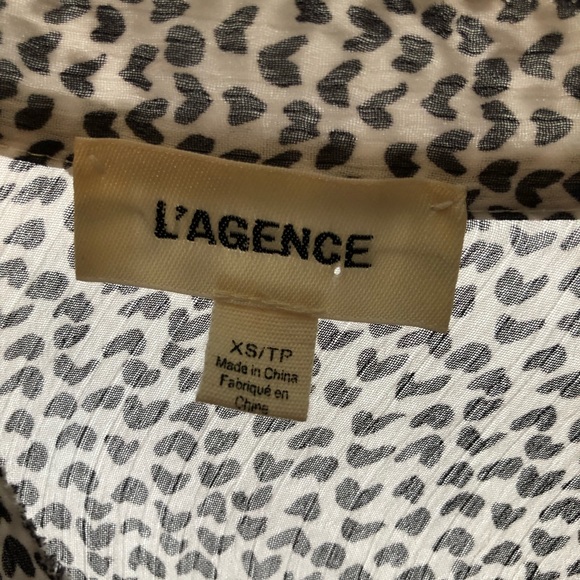 L'AGENCE
XS/TP
Made in China
Fabriqué en
Chine